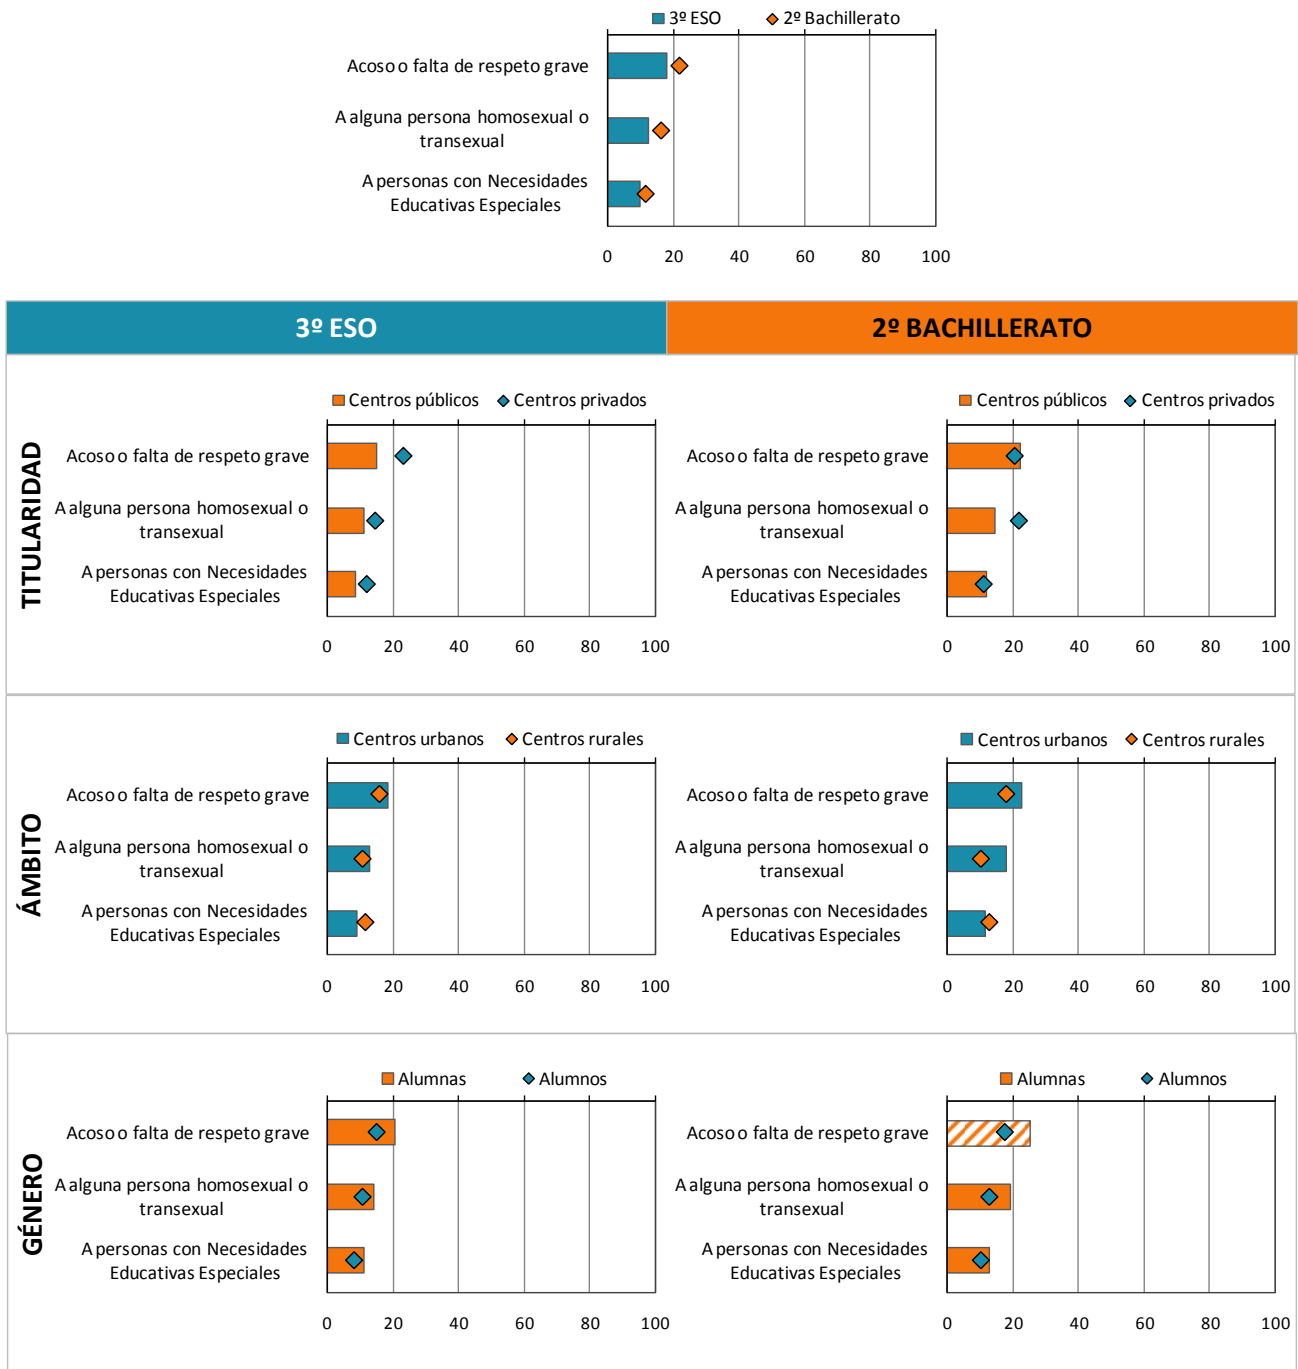 3º ESO 2º Bachillerato
Acoso o falta de respeto grave
A alguna persona homosexual o
transexual
A personas con Necesidades
Educativas Especiales
0 20 40 60 80 100
3º ESO
2º BACHILLERATO
TITULARIDAD
Centros públicos Centros privados
Acoso o falta de respeto grave
A alguna persona homosexual o
transexual
A personas con Necesidades
Educativas Especiales
0 20 40 60 80 100
Centros públicos Centros privados
Acoso o falta de respeto grave
A alguna persona homosexual o
transexual
A personas con Necesidades
Educativas Especiales
0 20 40 60 80 100
ÁMBITO
Centros urbanos Centros rurales
Acoso o falta de respeto grave
A alguna persona homosexual o
transexual
A personas con Necesidades
Educativas Especiales
0 20 40 60 80 100
Centros urbanos Centros rurales
Acoso o falta de respeto grave
A alguna persona homosexual o
transexual
A personas con Necesidades
Educativas Especiales
0 20 40 60 80 100
GÉNERO
Alumnas Alumnos
Acoso o falta de respeto grave
A alguna persona homosexual o
transexual
A personas con Necesidades
Educativas Especiales
0 20 40 60 80 100
Alumnas Alumnos
Acoso o falta de respeto grave
A alguna persona homosexual o
transexual
A personas con Necesidades
Educativas Especiales
0 20 40 60 80 100